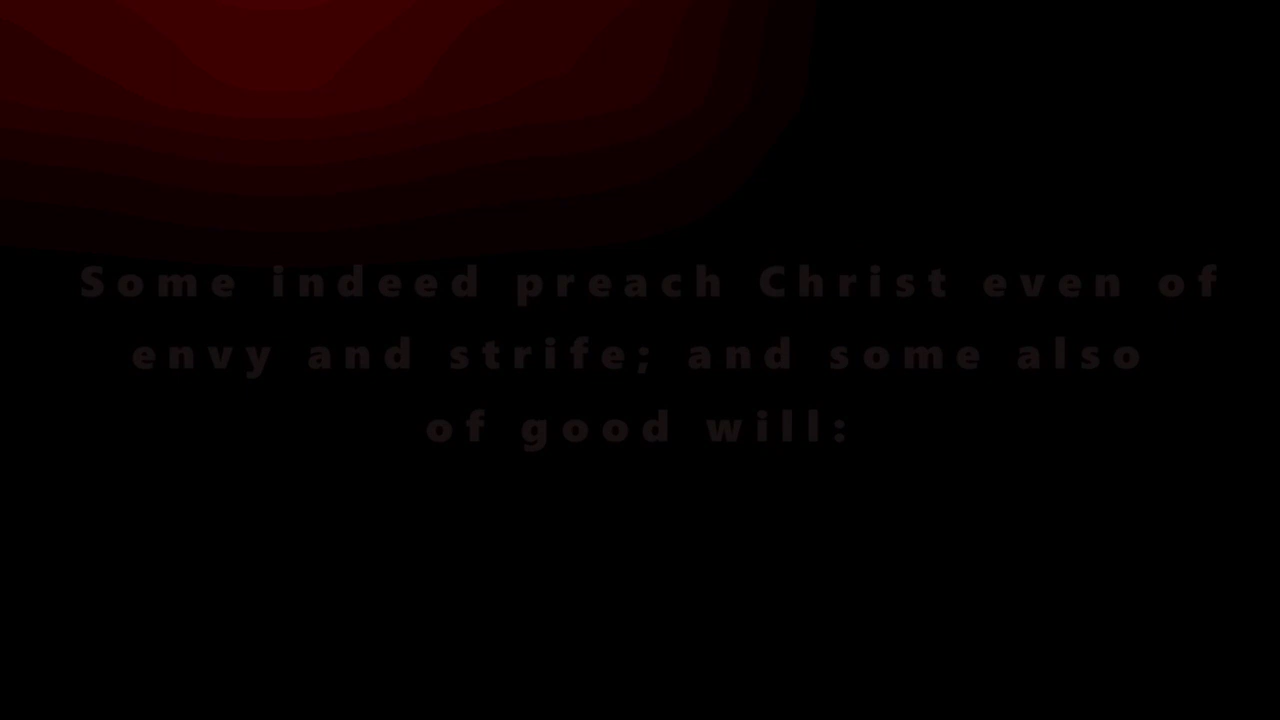 Some indeed preach Christ even of
envy and strife; and some also
of good will: